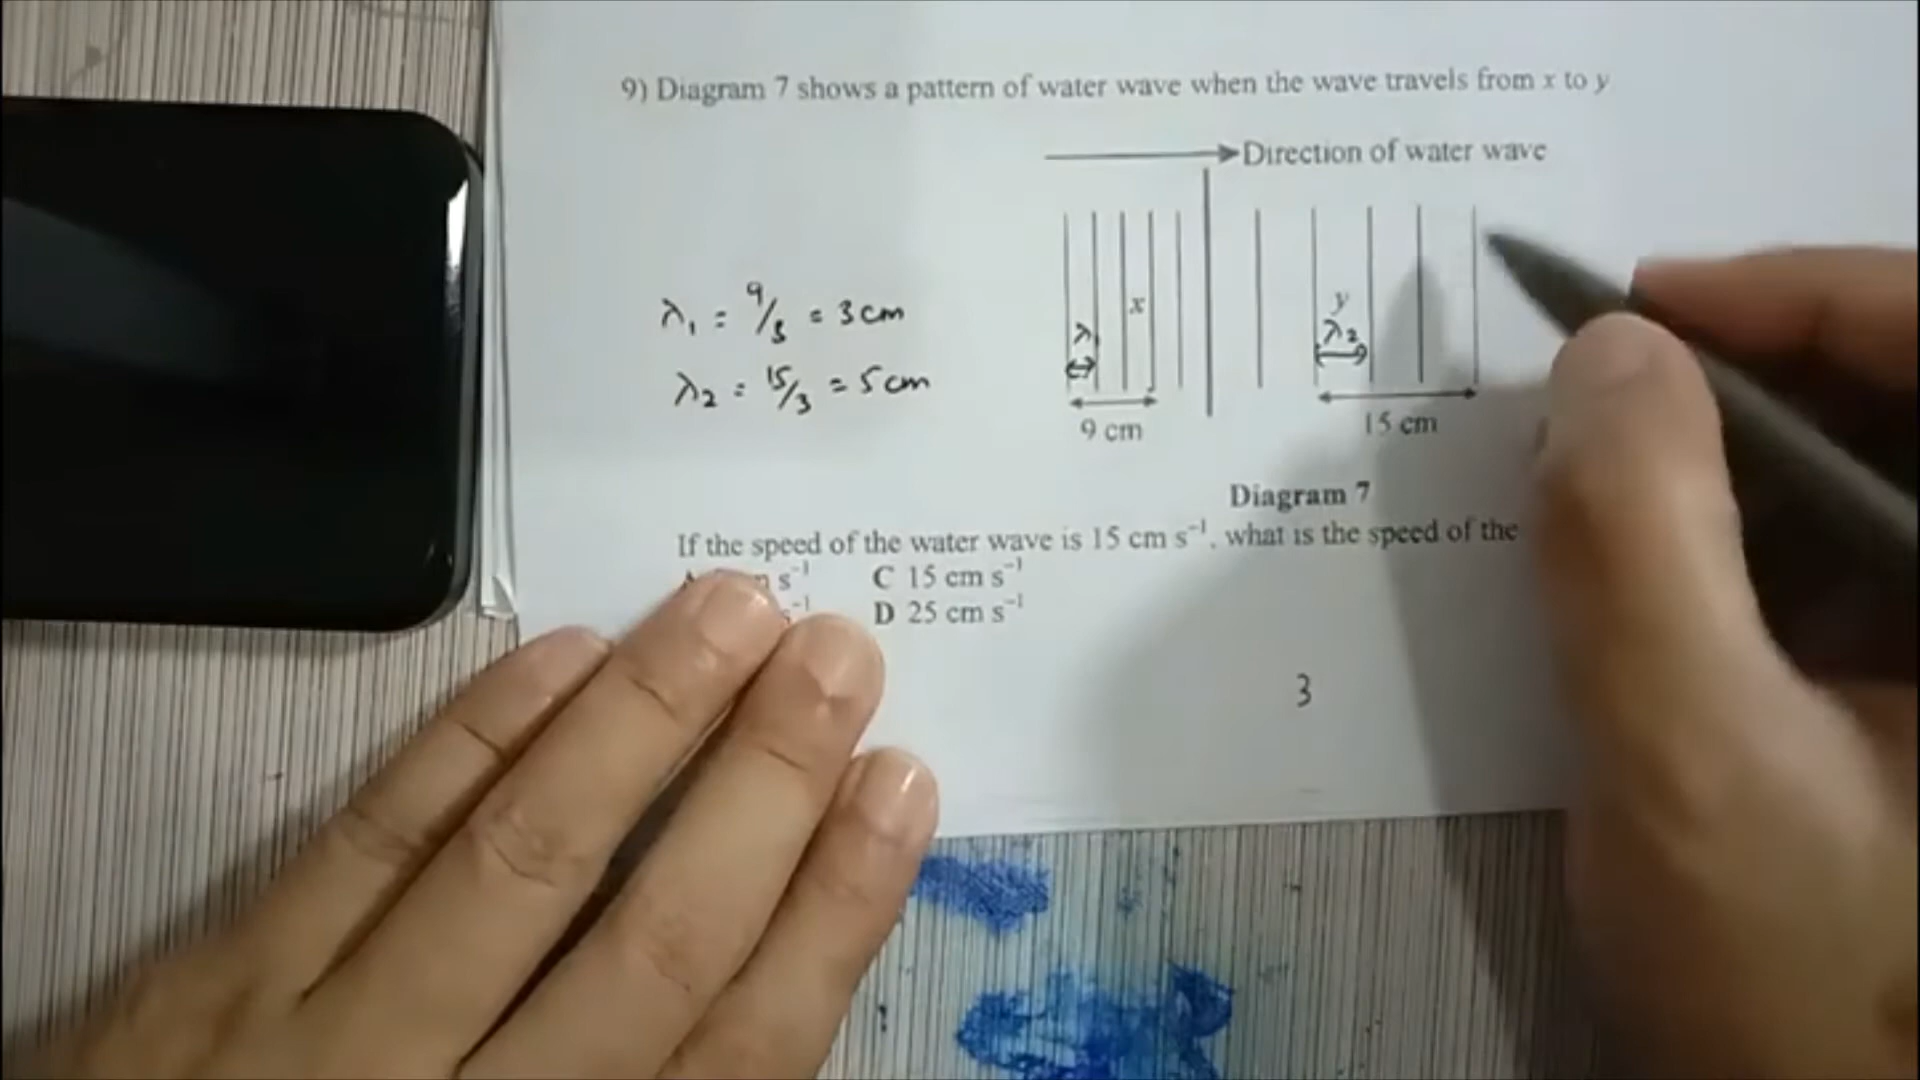 9) Diagram 7 shows a pattern of water wave when the wave travels from x to y
Direction of water wave
x
y
λ₁
λ₂
9 cm
15 cm
λ₁ = 9/3 = 3 cm
λ₂ = 15/3 = 5 cm
Diagram 7
If the speed of the water wave is 15 cm s⁻¹, what is the speed of the
s⁻¹ C 15 cm s⁻¹
s⁻¹ D 25 cm s⁻¹
3